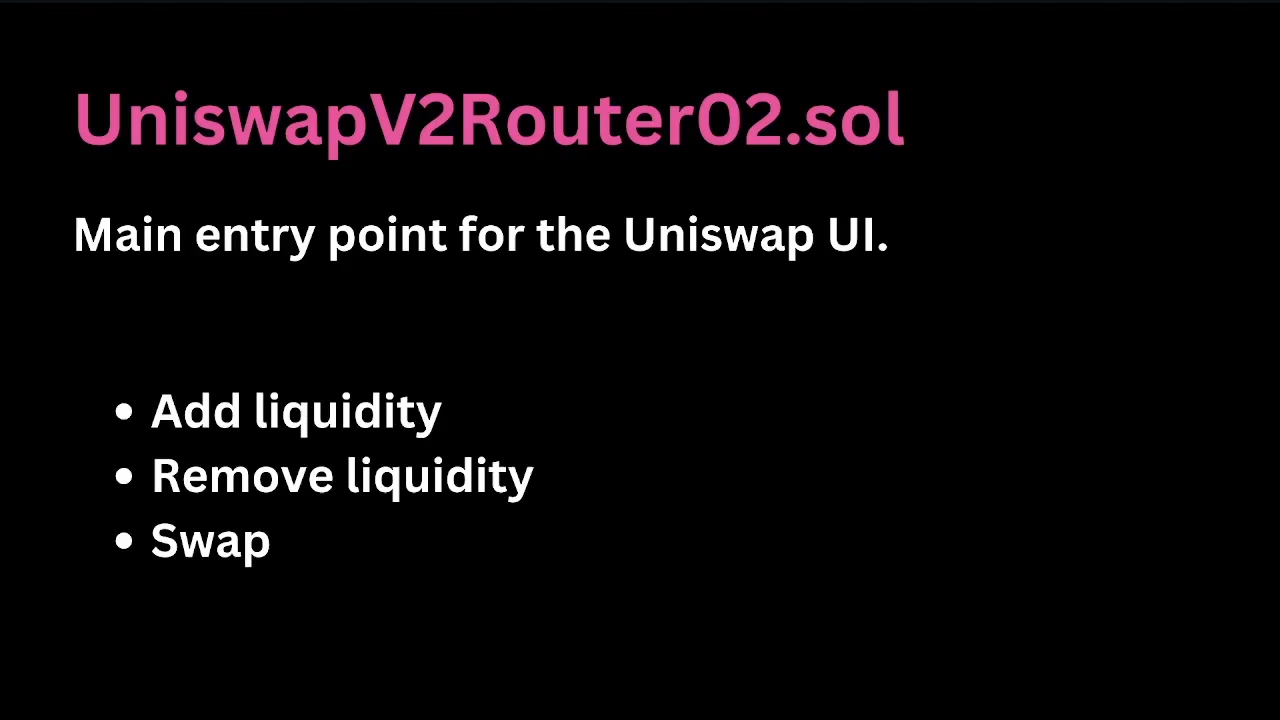 UniswapV2Router02.sol
Main entry point for the Uniswap UI.
• Add liquidity
• Remove liquidity
• Swap